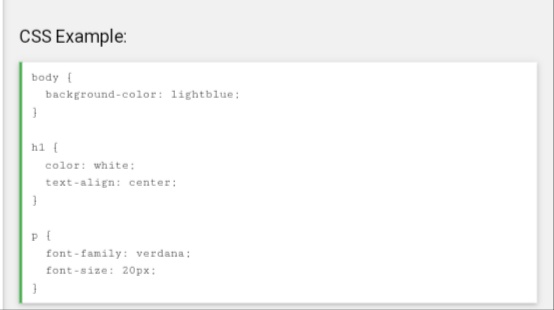 CSS Example:
body {
  background-color: lightblue;
}
h1 {
  color: white;
  text-align: center;
}
p {
  font-family: verdana;
  font-size: 20px;
}